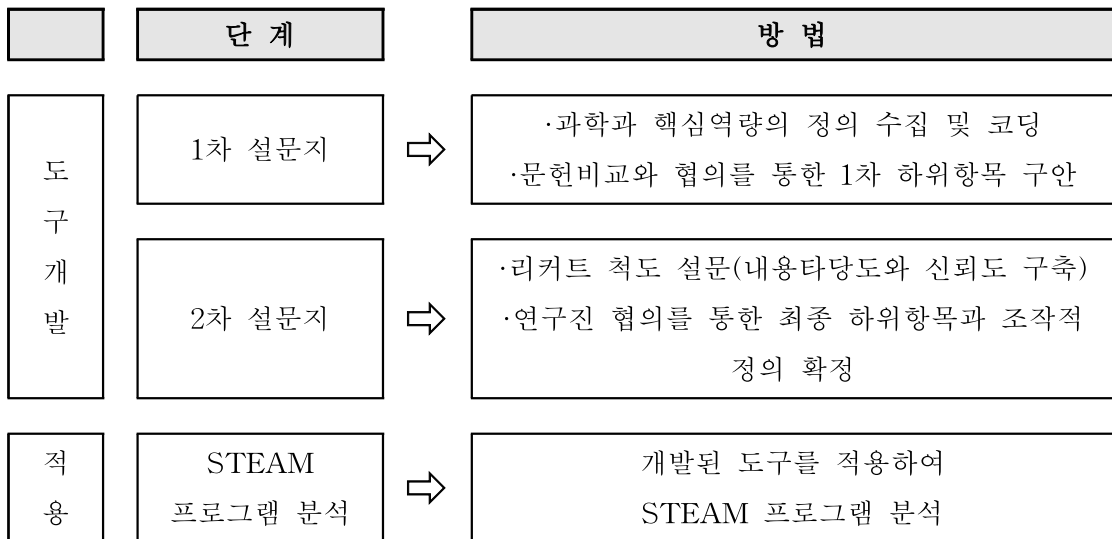 단 계
방 법
도
구
개
발
1차 설문지
·과학과 핵심역량의 정의 수집 및 코딩
·문헌비교와 협의를 통한 1차 하위항목 구안
2차 설문지
·리커트 척도 설문(내용타당도와 신뢰도 구축)
·연구진 협의를 통한 최종 하위항목과 조작적
정의 확정
적
용
STEAM
프로그램 분석
개발된 도구를 적용하여
STEAM 프로그램 분석